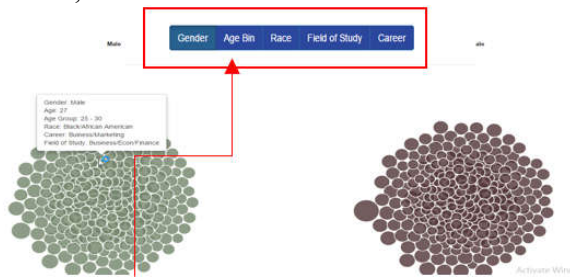 Gender Age Bin Race Field of Study Career
Male ale
Gender: Male
Age: 27
Age Group: 25 - 30
Race: Black/African American
Career: Business/Marketing
Field of Study: Business/Econ/Finance
Activate Win